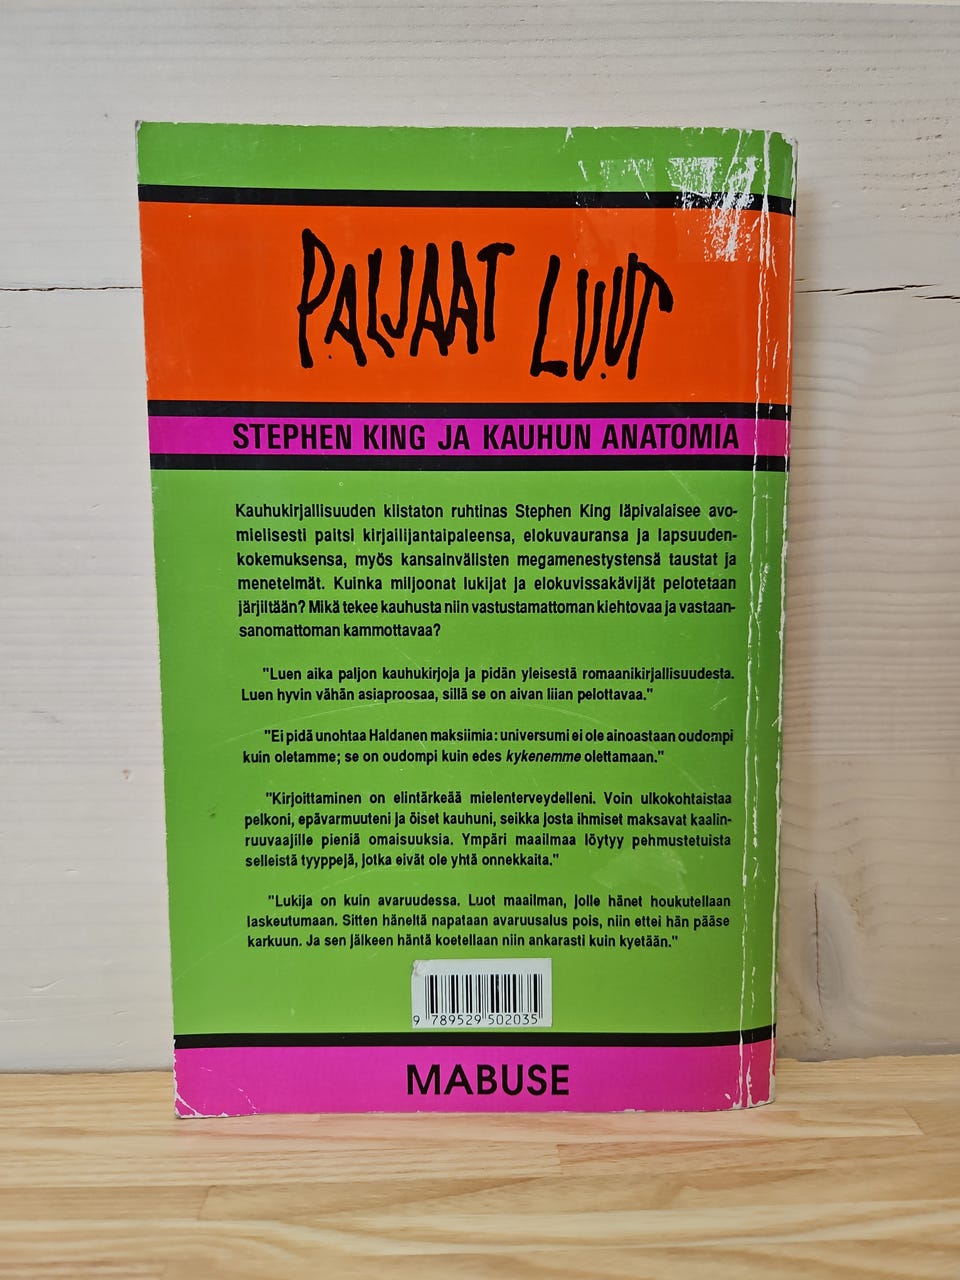 PALJAAT LUUT
STEPHEN KING JA KAUHUN ANATOMIA
Kauhukirjallisuuden kiistaton ruhtinas Stephen King läpivalaisee avo-
mielisesti paitsi kirjailijantaipaleensa, elokuvauransa ja lapsuuden-
kokemuksensa, myös kansainvälisten megamenestystensä taustat ja
menetelmät. Kuinka miljoonat lukijat ja elokuvissakävijät pelotetaan
järjiltään? Mikä tekee kauhusta niin vastustamattoman kiehtovaa ja vastaan-
sanomattoman kammottavaa?
"Luen aika paljon kauhukirjoja ja pidän yleisestä romaanikirjallisuudesta.
Luen hyvin vähän asiaproosaa, sillä se on aivan liian pelottavaa."
"Ei pidä unohtaa Haldanen maksiimia: universumi ei ole ainoastaan oudompi
kuin oletamme; se on oudompi kuin edes kykenemme olettamaan."
"Kirjoittaminen on elintärkeää mielenterveydelleni. Voin ulkokohtaistaa
pelkoni, epävarmuuteni ja öiset kauhuni, seikka josta ihmiset maksavat kaalin-
ruuvaajille pieniä omaisuuksia. Ympäri maailmaa löytyy pehmustetuista
selleistä tyyppejä, jotka eivät ole yhtä onnekkaita."
"Lukija on kuin avaruudessa. Luot maailman, jolle hänet houkutellaan
laskeutumaan. Sitten häneltä napataan avaruusalus pois, niin ettei hän pääse
karkuun. Ja sen jälkeen häntä koetellaan niin ankarasti kuin kyetään."
9 789529 502035
MABUSE